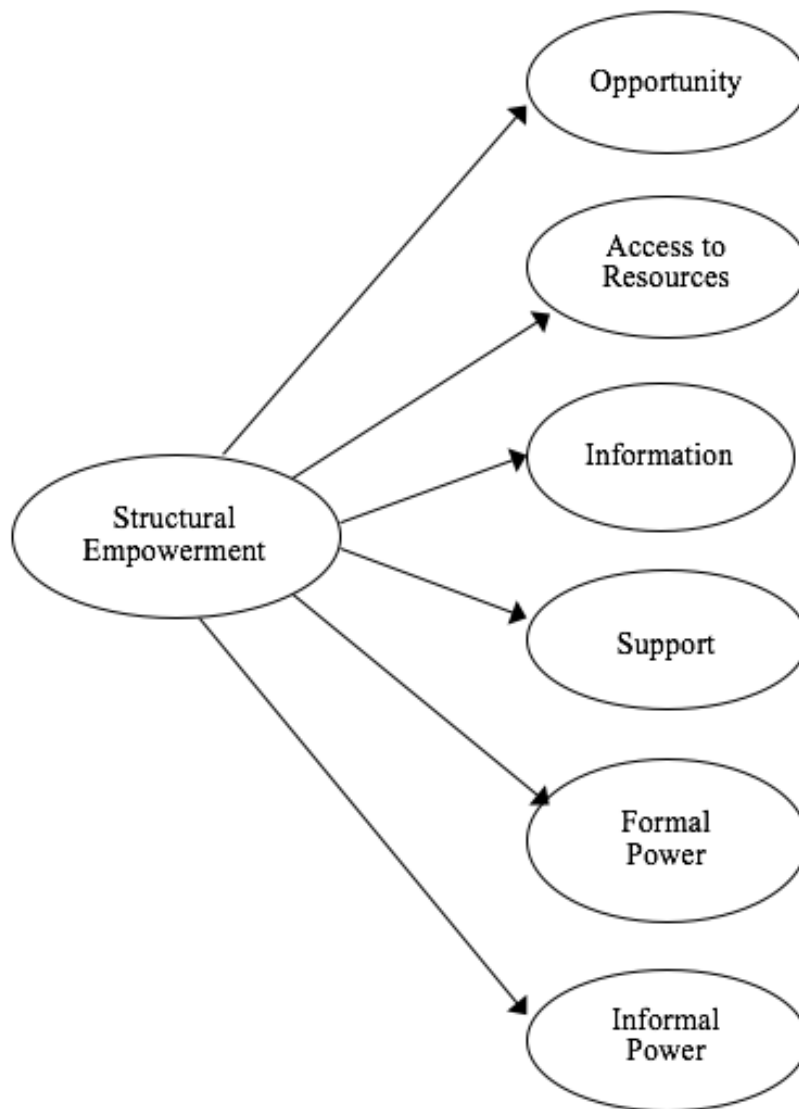 Opportunity
Access to
Resources
Information
Structural
Empowerment
Support
Formal
Power
Informal
Power